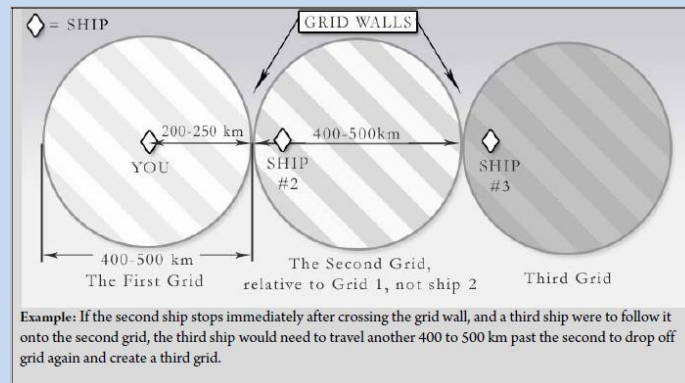 = SHIP
GRID WALLS
200-250 km
400-500km
YOU
SHIP
#2
SHIP
#3
400-500 km
The First Grid
The Second Grid,
relative to Grid 1, not ship 2
Third Grid
Example: If the second ship stops immediately after crossing the grid wall, and a third ship were to follow it
onto the second grid, the third ship would need to travel another 400 to 500 km past the second to drop off
grid again and create a third grid.